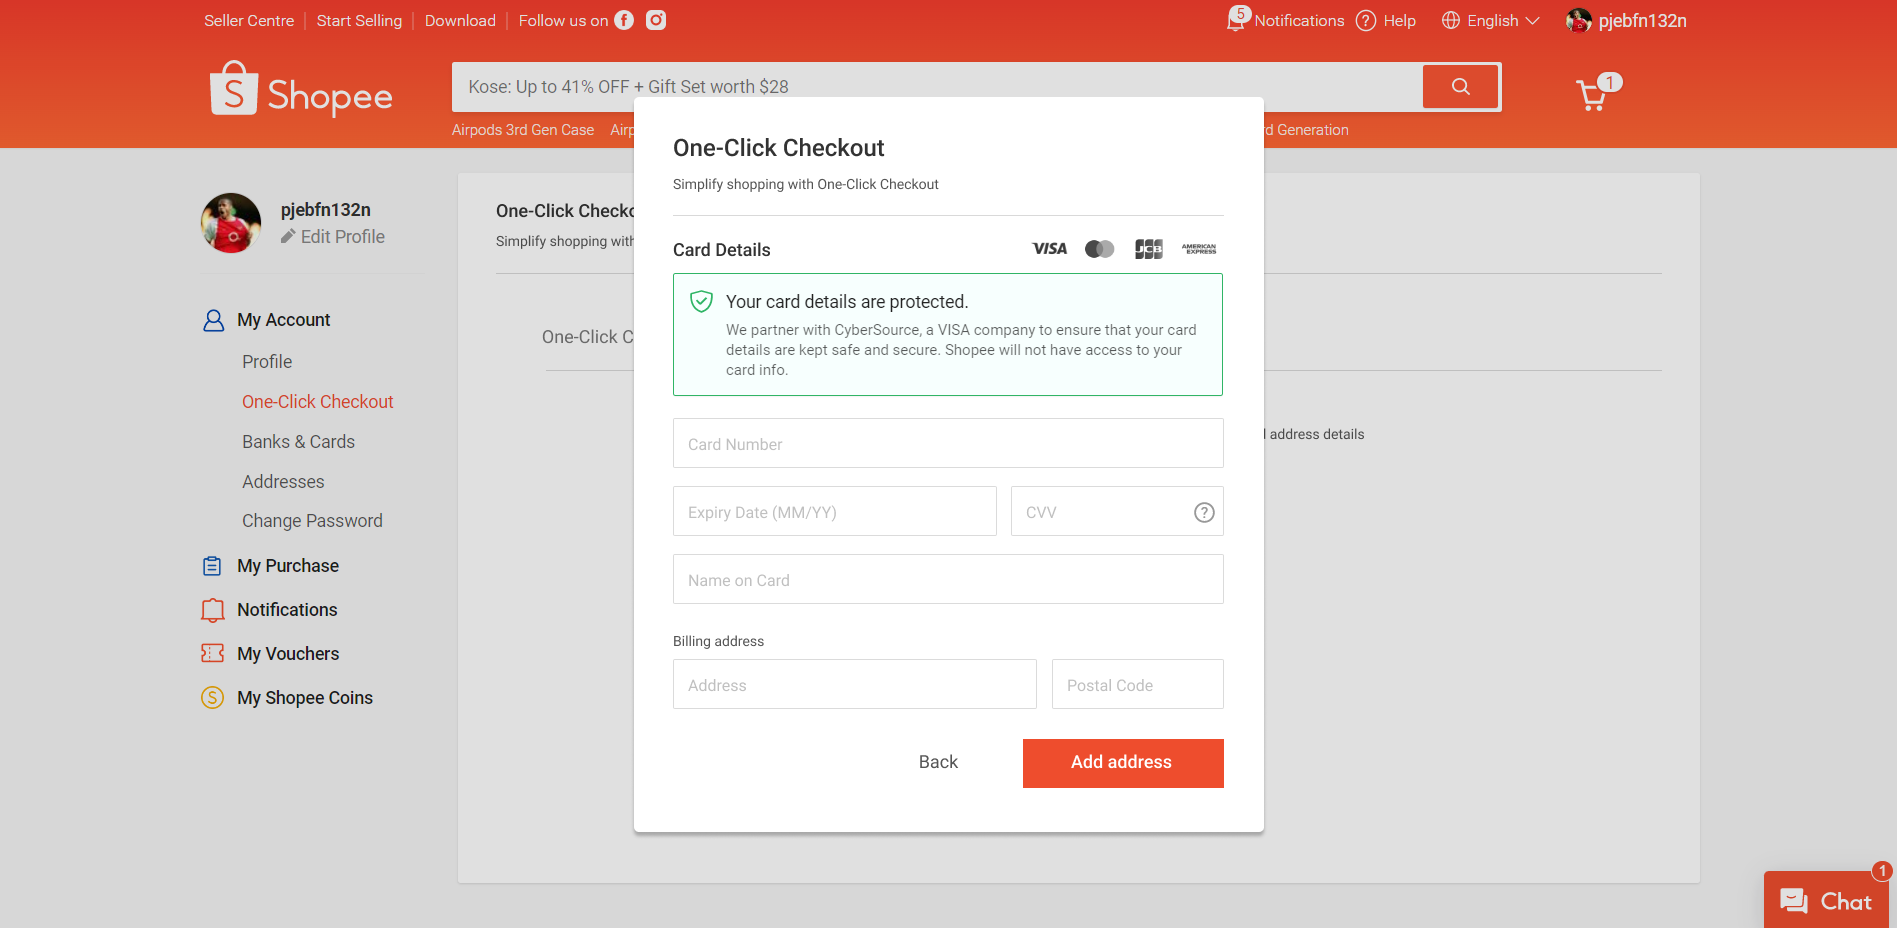 Seller Centre Start Selling Download Follow us on
5 Notifications Help English pjebfn132n
Shopee
Kose: Up to 41% OFF + Gift Set worth $28
1
Airpods 3rd Gen Case
Generation
pjebfn132n
Edit Profile
My Account
Profile
One-Click Checkout
Banks & Cards
Addresses
Change Password
My Purchase
Notifications
My Vouchers
My Shopee Coins
One-Click
Simplify shopping
One-Click
address details
One-Click Checkout
Simplify shopping with One-Click Checkout
Card Details VISA JCB AMERICAN EXPRESS
Your card details are protected.
We partner with CyberSource, a VISA company to ensure that your card
details are kept safe and secure. Shopee will not have access to your
card info.
Card Number
Expiry Date (MM/YY) CVV
Name on Card
Billing address
Address Postal Code
Back Add address
1
Chat